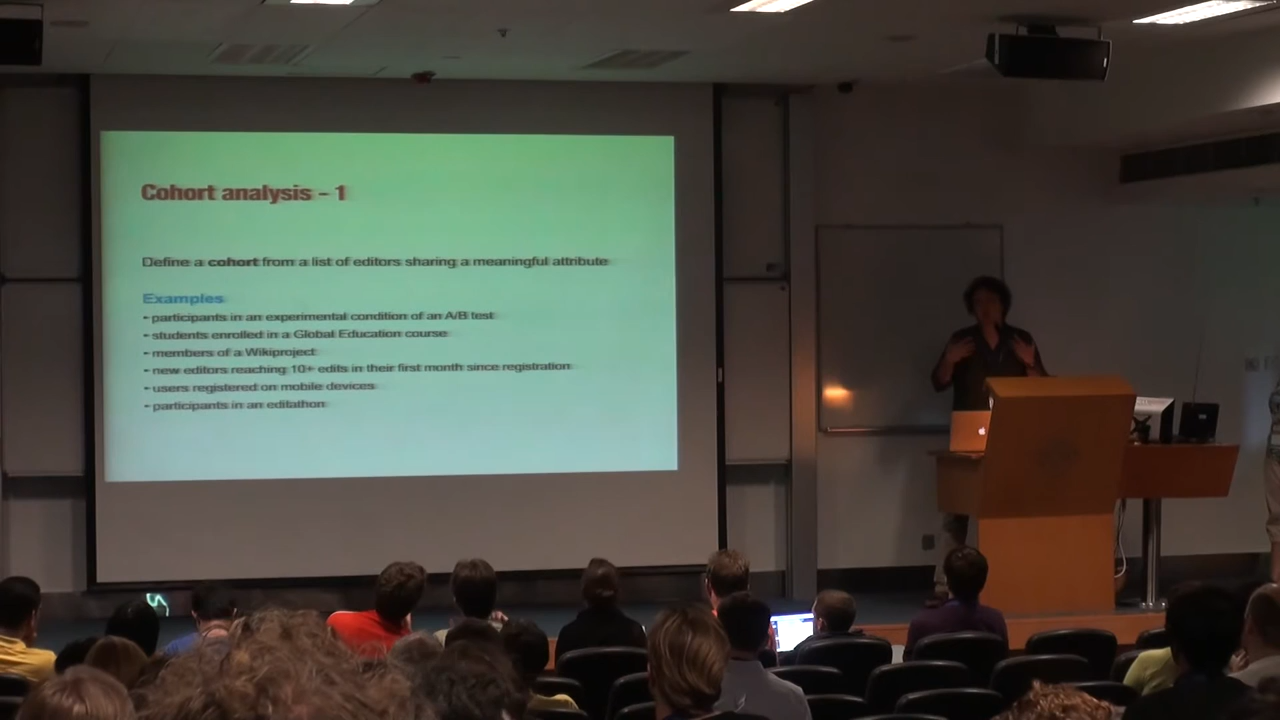 Cohort analysis - 1
Define a cohort from a list of editors sharing a meaningful attribute
Examples
- participants in an experimental condition of an A/B test
- students enrolled in a Global Education course
- members of a Wikiproject
- new editors reaching 10+ edits in their first month since registration
- users registered on mobile devices
- participants in an editathon